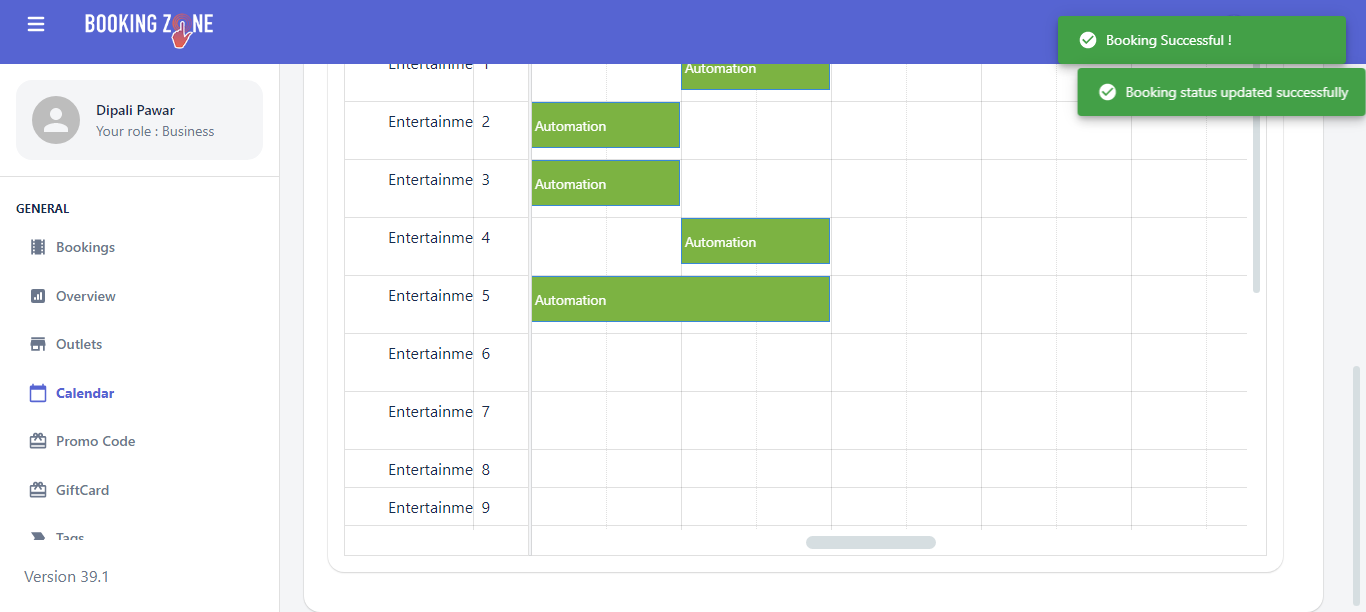 BOOKING ZONE
Booking Successful !
Booking status updated successfully
Dipali Pawar
Your role : Business
GENERAL
Bookings
Overview
Outlets
Calendar
Promo Code
GiftCard
Tags
Version 39.1
Entertainme 1
Automation
Entertainme 2
Automation
Entertainme 3
Automation
Entertainme 4
Automation
Entertainme 5
Automation
Entertainme 6
Entertainme 7
Entertainme 8
Entertainme 9